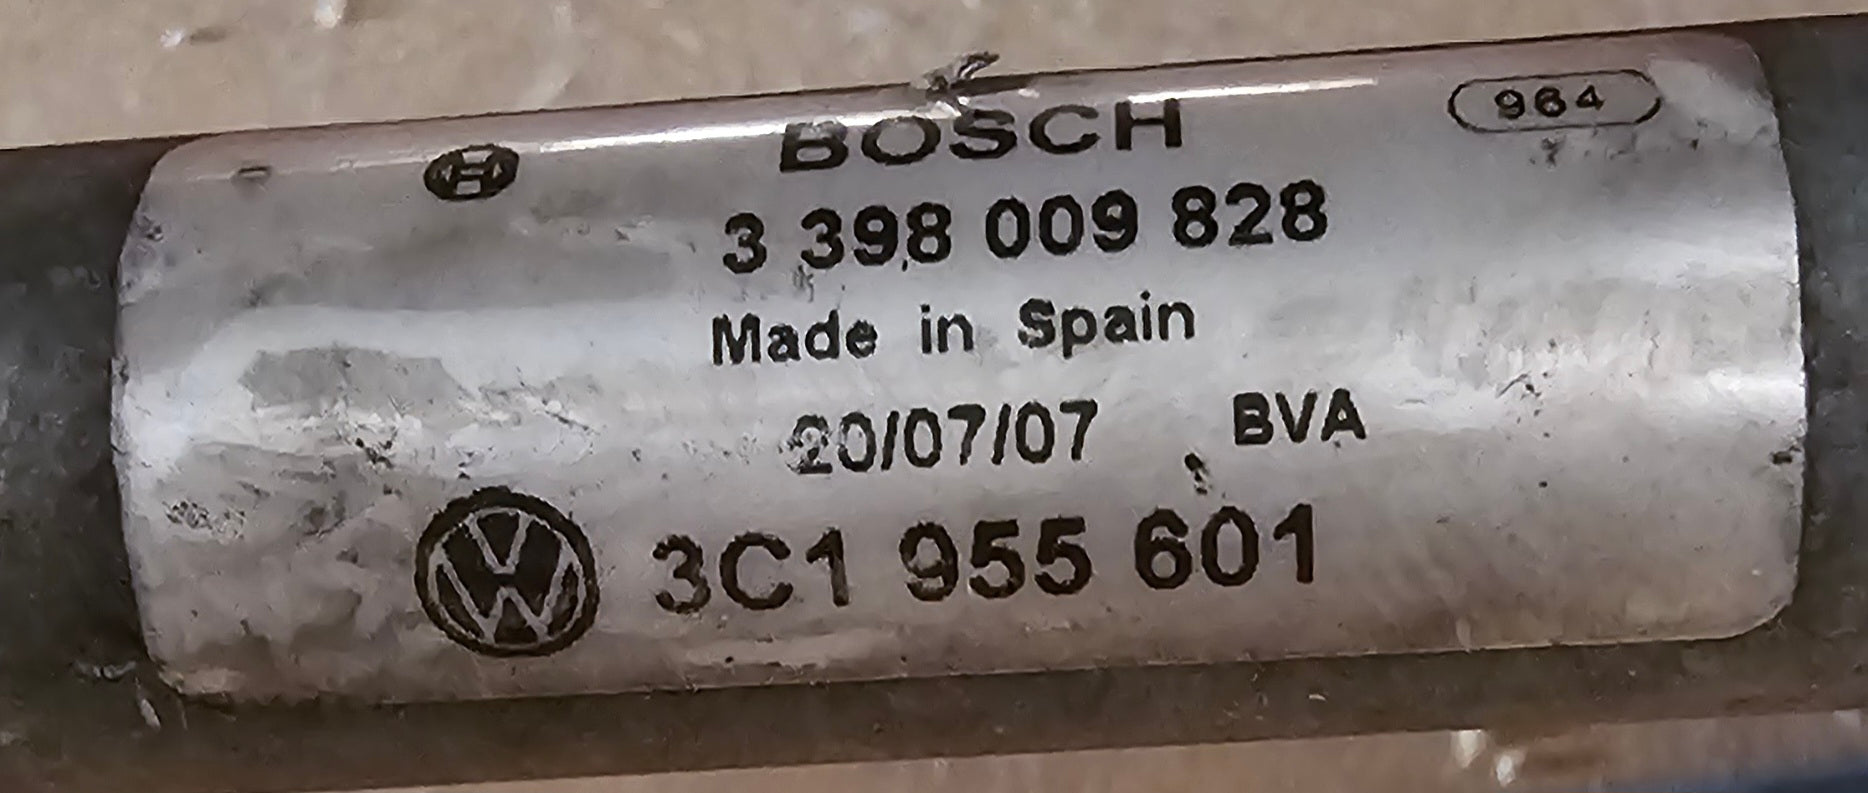 BOSCH
964
3 398 009 828
Made in Spain
20/07/07 BVA
3C1 955 601